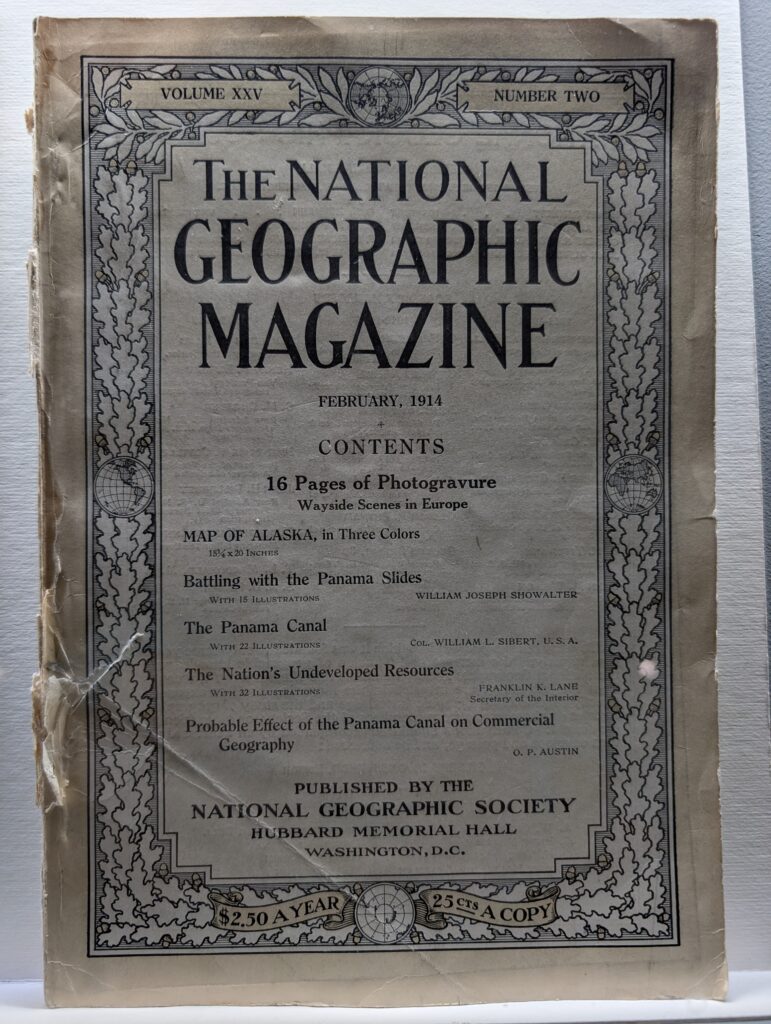 VOLUME XXV
NUMBER TWO
THE NATIONAL
GEOGRAPHIC
MAGAZINE
FEBRUARY, 1914
CONTENTS
16 Pages of Photogravure
Wayside Scenes in Europe
MAP OF ALASKA, in Three Colors
15¾ x 20 INCHES
Battling with the Panama Slides
WITH 15 ILLUSTRATIONS WILLIAM JOSEPH SHOWALTER
The Panama Canal
WITH 22 ILLUSTRATIONS COL. WILLIAM L. SIBERT, U. S. A.
The Nation's Undeveloped Resources
WITH 32 ILLUSTRATIONS FRANKLIN K. LANE
Secretary of the Interior
Probable Effect of the Panama Canal on Commercial
Geography
O. P. AUSTIN
PUBLISHED BY THE
NATIONAL GEOGRAPHIC SOCIETY
HUBBARD MEMORIAL HALL
WASHINGTON, D.C.
$2.50 A YEAR
25 CTS A COPY